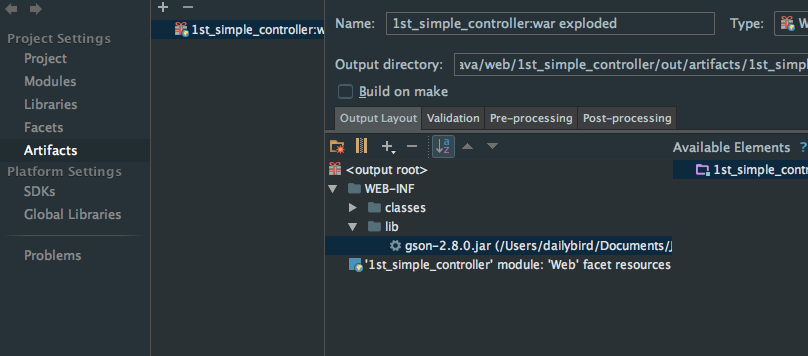 Project Settings
Project
Modules
Libraries
Facets
Artifacts
Platform Settings
SDKs
Global Libraries
Problems
1st_simple_controller:w
Name: 1st_simple_controller:war exploded Type: W
Output directory: ava/web/1st_simple_controller/out/artifacts/1st_simp
Build on make
Output Layout Validation Pre-processing Post-processing
Available Elements ?
<output root>
WEB-INF
classes
lib
gson-2.8.0.jar (/Users/dailybird/Documents/J
'1st_simple_controller' module: 'Web' facet resources
1st_simple_cont